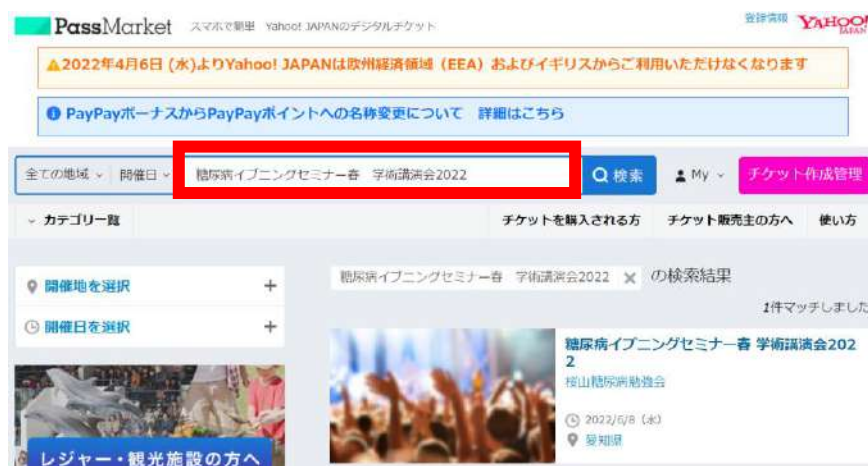 PassMarket スマホで簡単 Yahoo! JAPANのデジタルチケット 登録情報 YAHOO! JAPAN
2022年4月6日 (水)よりYahoo! JAPANは欧州経済領域（EEA）およびイギリスからご利用いただけなくなります
PayPayボーナスからPayPayポイントへの名称変更について 詳細はこちら
全ての地域 開催日 糖尿病イブニングセミナー春 学術講演会2022 検索 My チケット作成管理
カテゴリ一覧 チケットを購入される方 チケット販売主の方へ 使い方
開催地を選択 +
開催日を選択 +
レジャー・観光施設の方へ
糖尿病イブニングセミナー春 学術講演会2022 × の検索結果
1件マッチしました
糖尿病イブニングセミナー春 学術講演会202
2
桜山糖尿病勉強会
2022/6/8（水）
愛知県